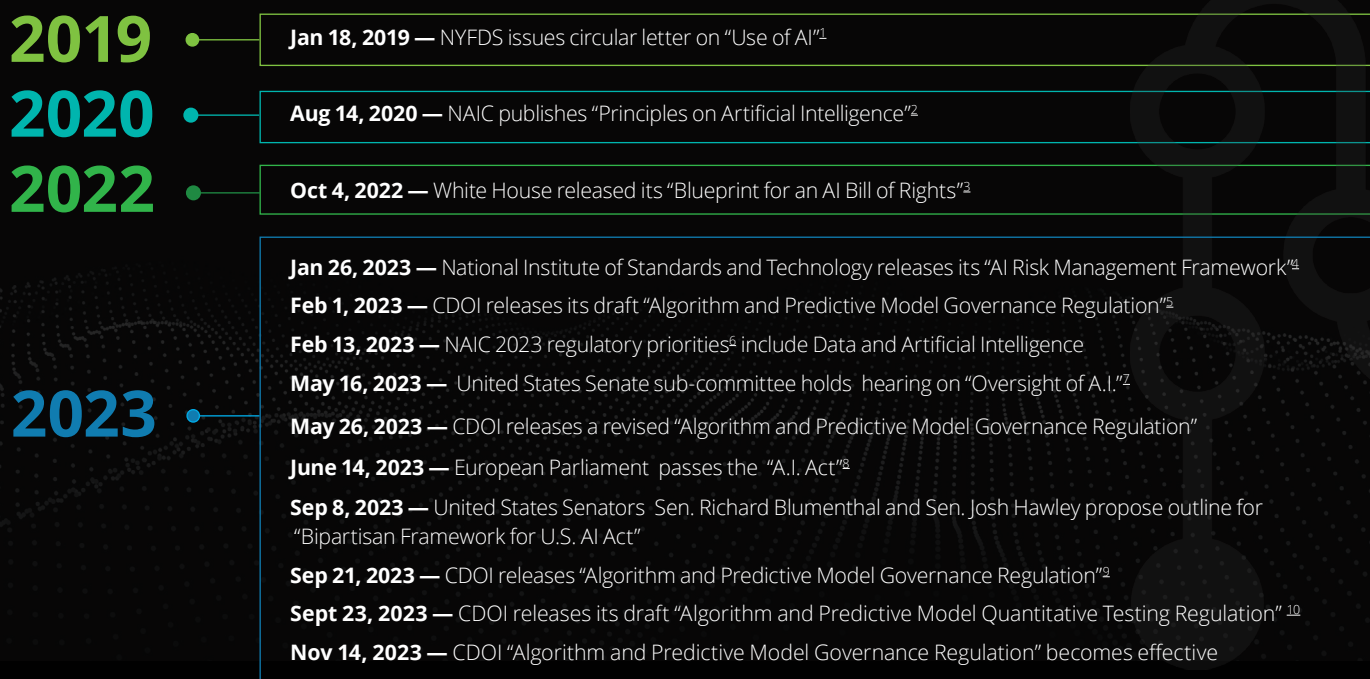 2019
Jan 18, 2019 — NYFDS issues circular letter on “Use of AI”1
2020
Aug 14, 2020 — NAIC publishes “Principles on Artificial Intelligence”2
2022
Oct 4, 2022 — White House released its “Blueprint for an AI Bill of Rights”3
2023
Jan 26, 2023 — National Institute of Standards and Technology releases its “AI Risk Management Framework”4
Feb 1, 2023 — CDOI releases its draft “Algorithm and Predictive Model Governance Regulation”5
Feb 13, 2023 — NAIC 2023 regulatory priorities6 include Data and Artificial Intelligence
May 16, 2023 — United States Senate sub-committee holds hearing on “Oversight of A.I.”7
May 26, 2023 — CDOI releases a revised “Algorithm and Predictive Model Governance Regulation”
June 14, 2023 — European Parliament passes the “A.I. Act”8
Sep 8, 2023 — United States Senators Sen. Richard Blumenthal and Sen. Josh Hawley propose outline for
“Bipartisan Framework for U.S. AI Act”
Sep 21, 2023 — CDOI releases “Algorithm and Predictive Model Governance Regulation”9
Sept 23, 2023 — CDOI releases its draft “Algorithm and Predictive Model Quantitative Testing Regulation” 10
Nov 14, 2023 — CDOI “Algorithm and Predictive Model Governance Regulation” becomes effective